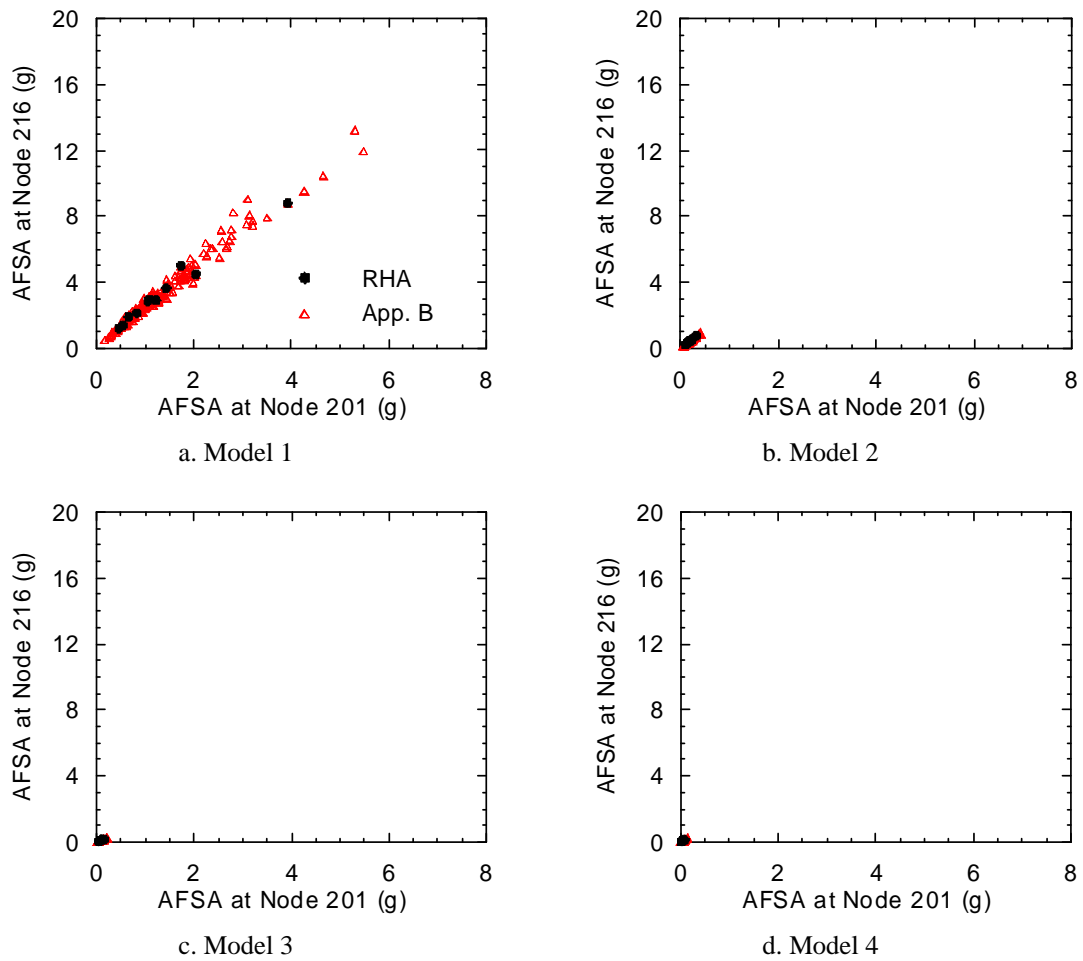 20
16
12
8
4
0
AFSA at Node 216 (g)
RHA
App. B
0 2 4 6 8
AFSA at Node 201 (g)
a. Model 1
20
16
12
8
4
0
AFSA at Node 216 (g)
0 2 4 6 8
AFSA at Node 201 (g)
b. Model 2
20
16
12
8
4
0
AFSA at Node 216 (g)
0 2 4 6 8
AFSA at Node 201 (g)
c. Model 3
20
16
12
8
4
0
AFSA at Node 216 (g)
0 2 4 6 8
AFSA at Node 201 (g)
d. Model 4